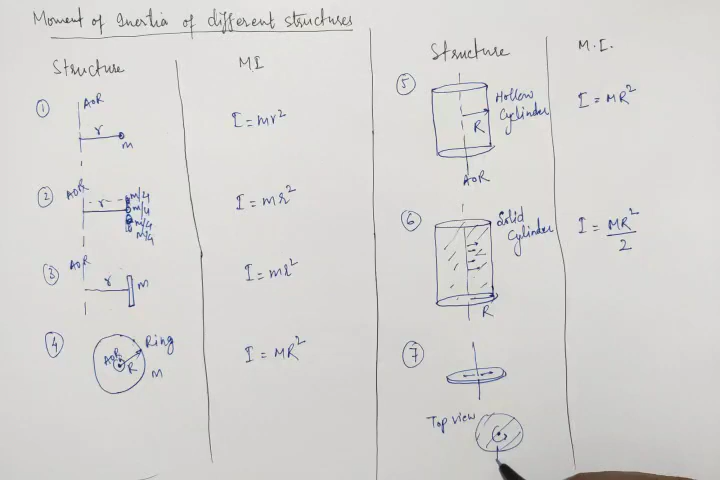 Moment of Inertia of different structures
Structure
M.I
①
AOR
r
m
I = mr²
②
AOR
r
m/4
m/4
m/4
m/4
I = mr²
③
AOR
r
m
I = mr²
④
AOR
R
Ring
M
I = MR²
Structure
M.I.
⑤
R
Hollow
Cylinder
AOR
I = MR²
⑥
Solid
Cylinder
R
I = MR²/2
⑦
Top view